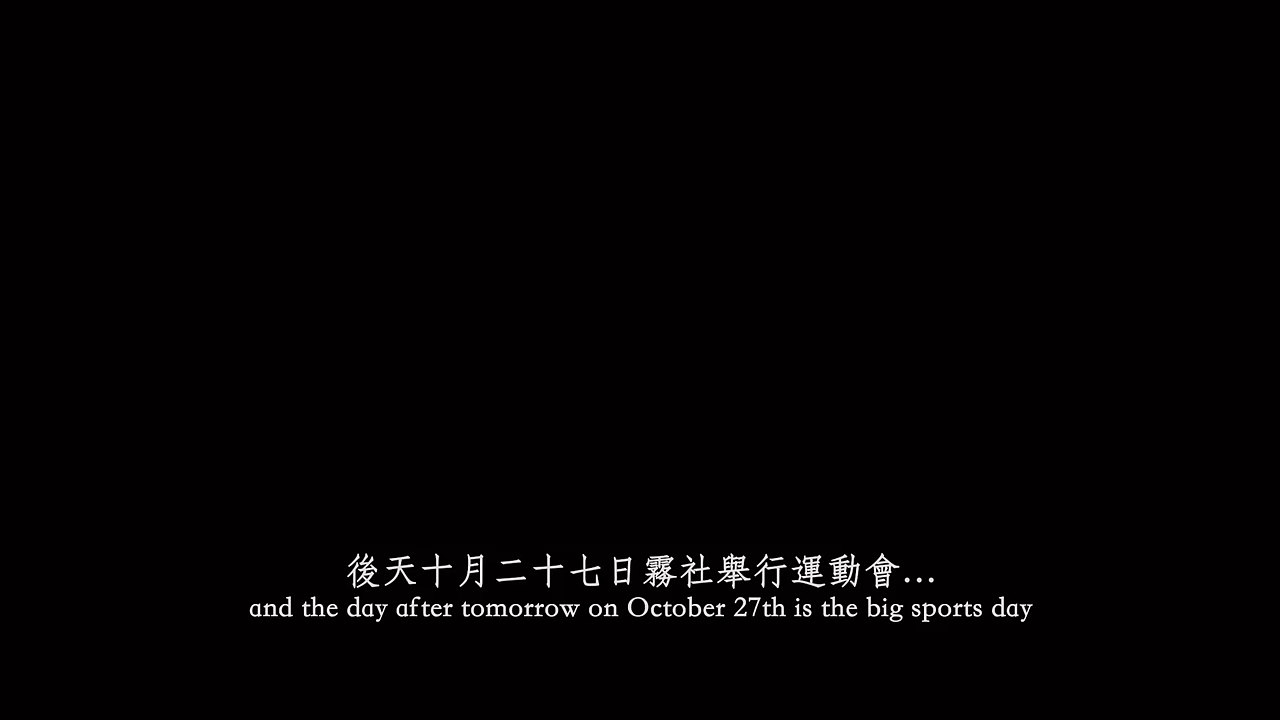 後天十月二十七日霧社舉行運動會...
and the day after tomorrow on October 27th is the big sports day